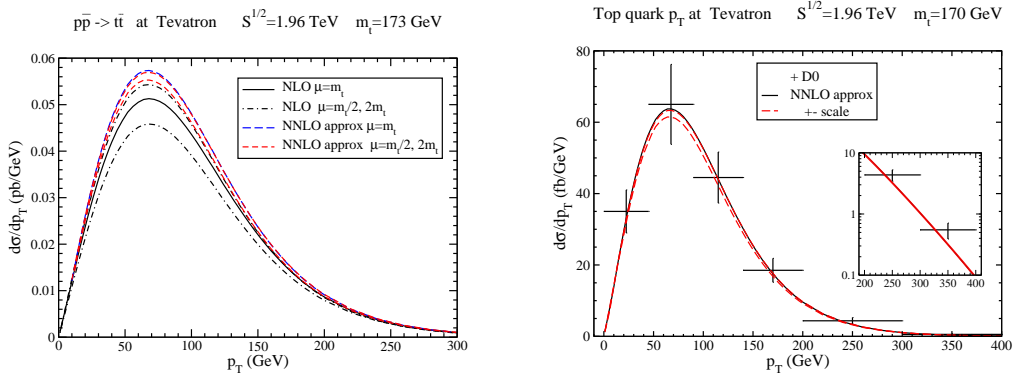 pp̅ -> tt̅ at Tevatron S^1/2=1.96 TeV m_t=173 GeV
0.06
0.05
0.04
0.03
0.02
0.01
0
dσ/dp_T (pb/GeV)
NLO μ=m_t
NLO μ=m_t/2, 2m_t
NNLO approx μ=m_t
NNLO approx μ=m_t/2, 2m_t
0 50 100 150 200 250 300
p_T (GeV)
Top quark p_T at Tevatron S^1/2=1.96 TeV m_t=170 GeV
80
60
40
20
0
dσ/dp_T (fb/GeV)
+ D0
NNLO approx
+- scale
10
1
0.1
200 250 300 350 400
0 50 100 150 200 250 300 350 400
p_T (GeV)